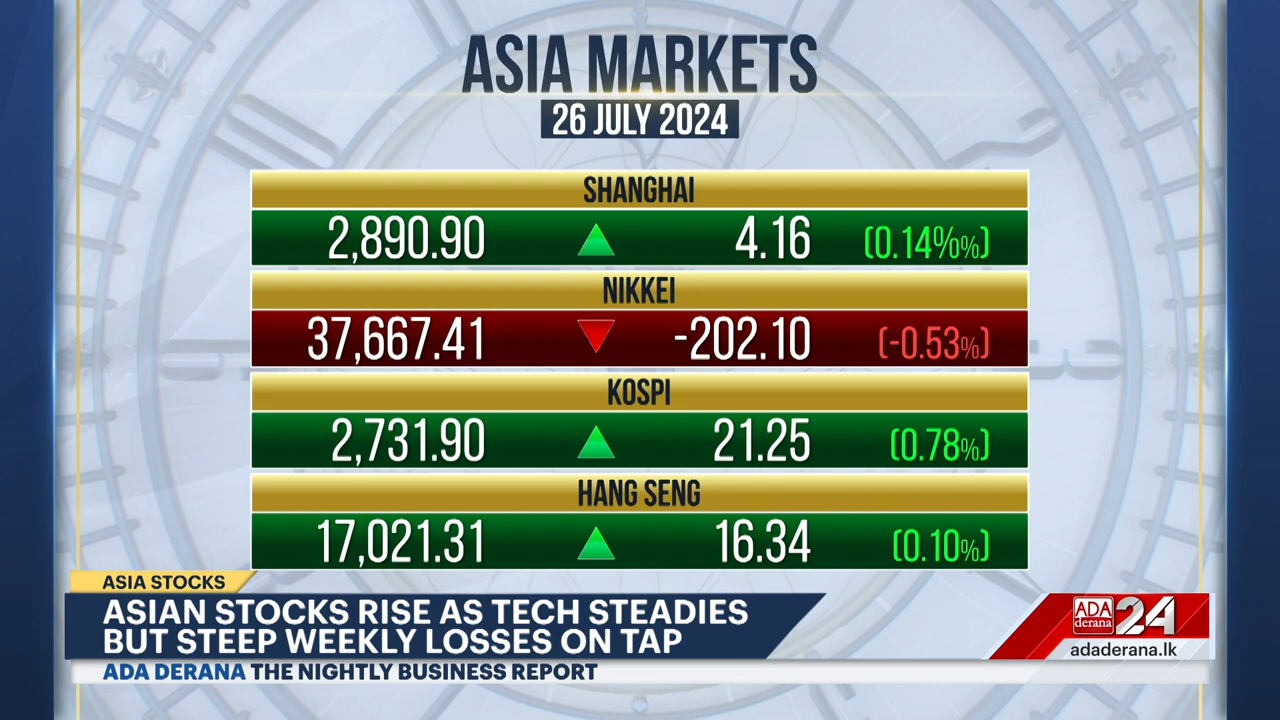 ASIA MARKETS
26 JULY 2024
SHANGHAI
2,890.90 4.16 (0.14%%)
NIKKEI
37,667.41 -202.10 (-0.53%)
KOSPI
2,731.90 21.25 (0.78%)
HANG SENG
17,021.31 16.34 (0.10%)
ASIA STOCKS
ASIAN STOCKS RISE AS TECH STEADIES
BUT STEEP WEEKLY LOSSES ON TAP
ADA DERANA THE NIGHTLY BUSINESS REPORT
ADA
derana 24
adaderana.lk